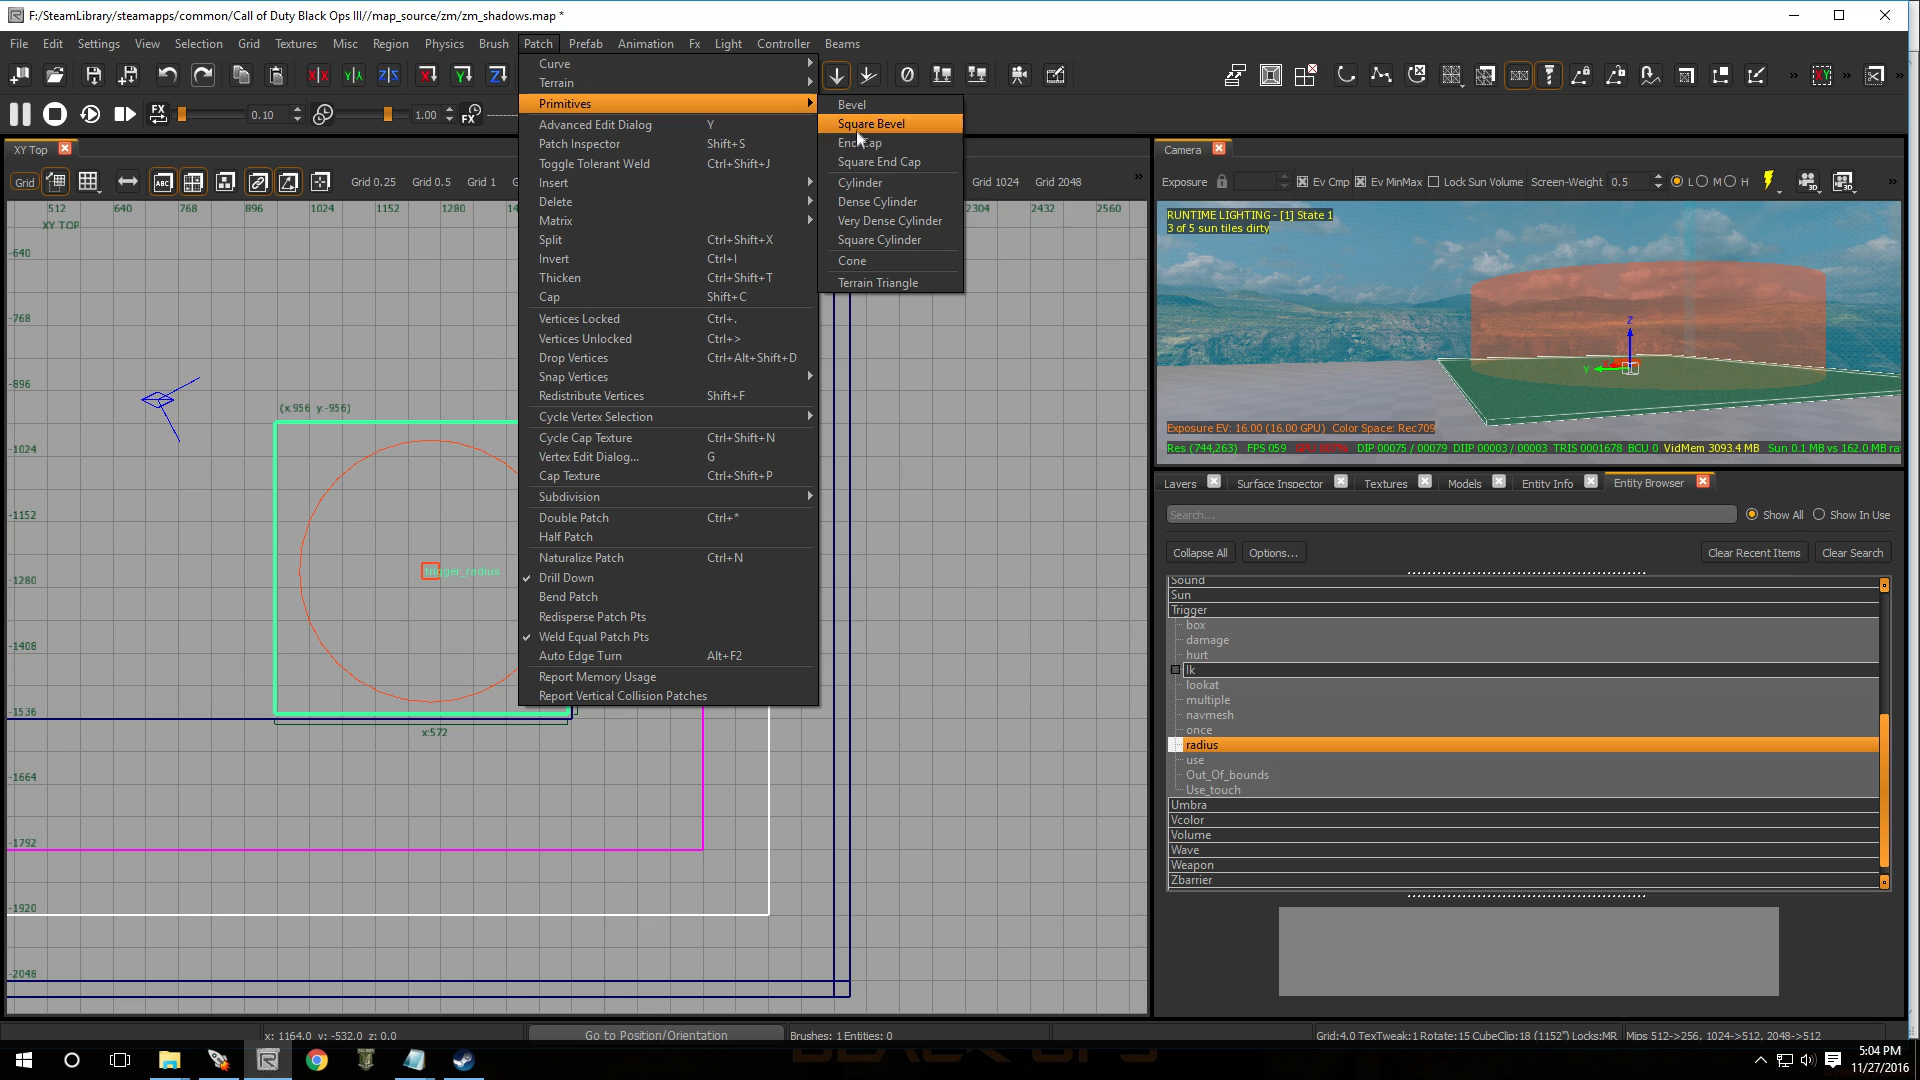 F:/SteamLibrary/steamapps/common/Call of Duty Black Ops III//map_source/zm/zm_shadows.map *
File Edit Settings View Selection Grid Textures Misc Region Physics Brush Patch Prefab Animation Fx Light Controller Beams
0.10 1.00
FX FX
XY Top
Grid Grid 0.25 Grid 0.5 Grid 1 Grid 1024 Grid 2048
512 640 768 896 1024 1152 1280 2304 2432 2560
XY TOP
-640
-768
-896
-1024
-1152
-1280
-1408
-1536
-1664
-1792
-1920
-2048
(x:956 y:-956)
trigger_radius
x:572
Curve
Terrain
Primitives
Advanced Edit Dialog Y
Patch Inspector Shift+S
Toggle Tolerant Weld Ctrl+Shift+J
Insert
Delete
Matrix
Split Ctrl+Shift+X
Invert Ctrl+I
Thicken Ctrl+Shift+T
Cap Shift+C
Vertices Locked Ctrl+.
Vertices Unlocked Ctrl+>
Drop Vertices Ctrl+Alt+Shift+D
Snap Vertices
Redistribute Vertices Shift+F
Cycle Vertex Selection
Cycle Cap Texture Ctrl+Shift+N
Vertex Edit Dialog... G
Cap Texture Ctrl+Shift+P
Subdivision
Double Patch Ctrl+*
Half Patch
Naturalize Patch Ctrl+N
Drill Down
Bend Patch
Redisperse Patch Pts
Weld Equal Patch Pts
Auto Edge Turn Alt+F2
Report Memory Usage
Report Vertical Collision Patches
Bevel
Square Bevel
End Cap
Square End Cap
Cylinder
Dense Cylinder
Very Dense Cylinder
Square Cylinder
Cone
Terrain Triangle
Camera
Exposure Ev Cmp Ev MinMax Lock Sun Volume Screen-Weight 0.5 L M H
RUNTIME LIGHTING - [1] State 1
3 of 5 sun tiles dirty
Z
Y
Exposure EV: 16.00 (16.00 GPU) Color Space: Rec709
Res (744,263) FPS 059 DIP 00075 / 00079 DIIP 00003 / 00003 TRIS 0001678 BCU 0 VidMem 3093.4 MB Sun 0.1 MB vs 162.0 MB ra
Layers Surface Inspector Textures Models Entity Info Entity Browser
Search... Show All Show In Use
Collapse All Options... Clear Recent Items Clear Search
Sound
Sun
Trigger
box
damage
hurt
lk
lookat
multiple
navmesh
once
radius
use
Out_Of_bounds
Use_touch
Umbra
Vcolor
Volume
Wave
Weapon
Zbarrier
x: 1164.0 y: -532.0 z: 0.0 Go to Position/Orientation Brushes: 1 Entities: 0 Grid:4.0 TexTweak:1 Rotate:15 CubeClip:18 (1152") Locks:MR Mips 512->256, 1024->512, 2048->512
5:04 PM
11/27/2016